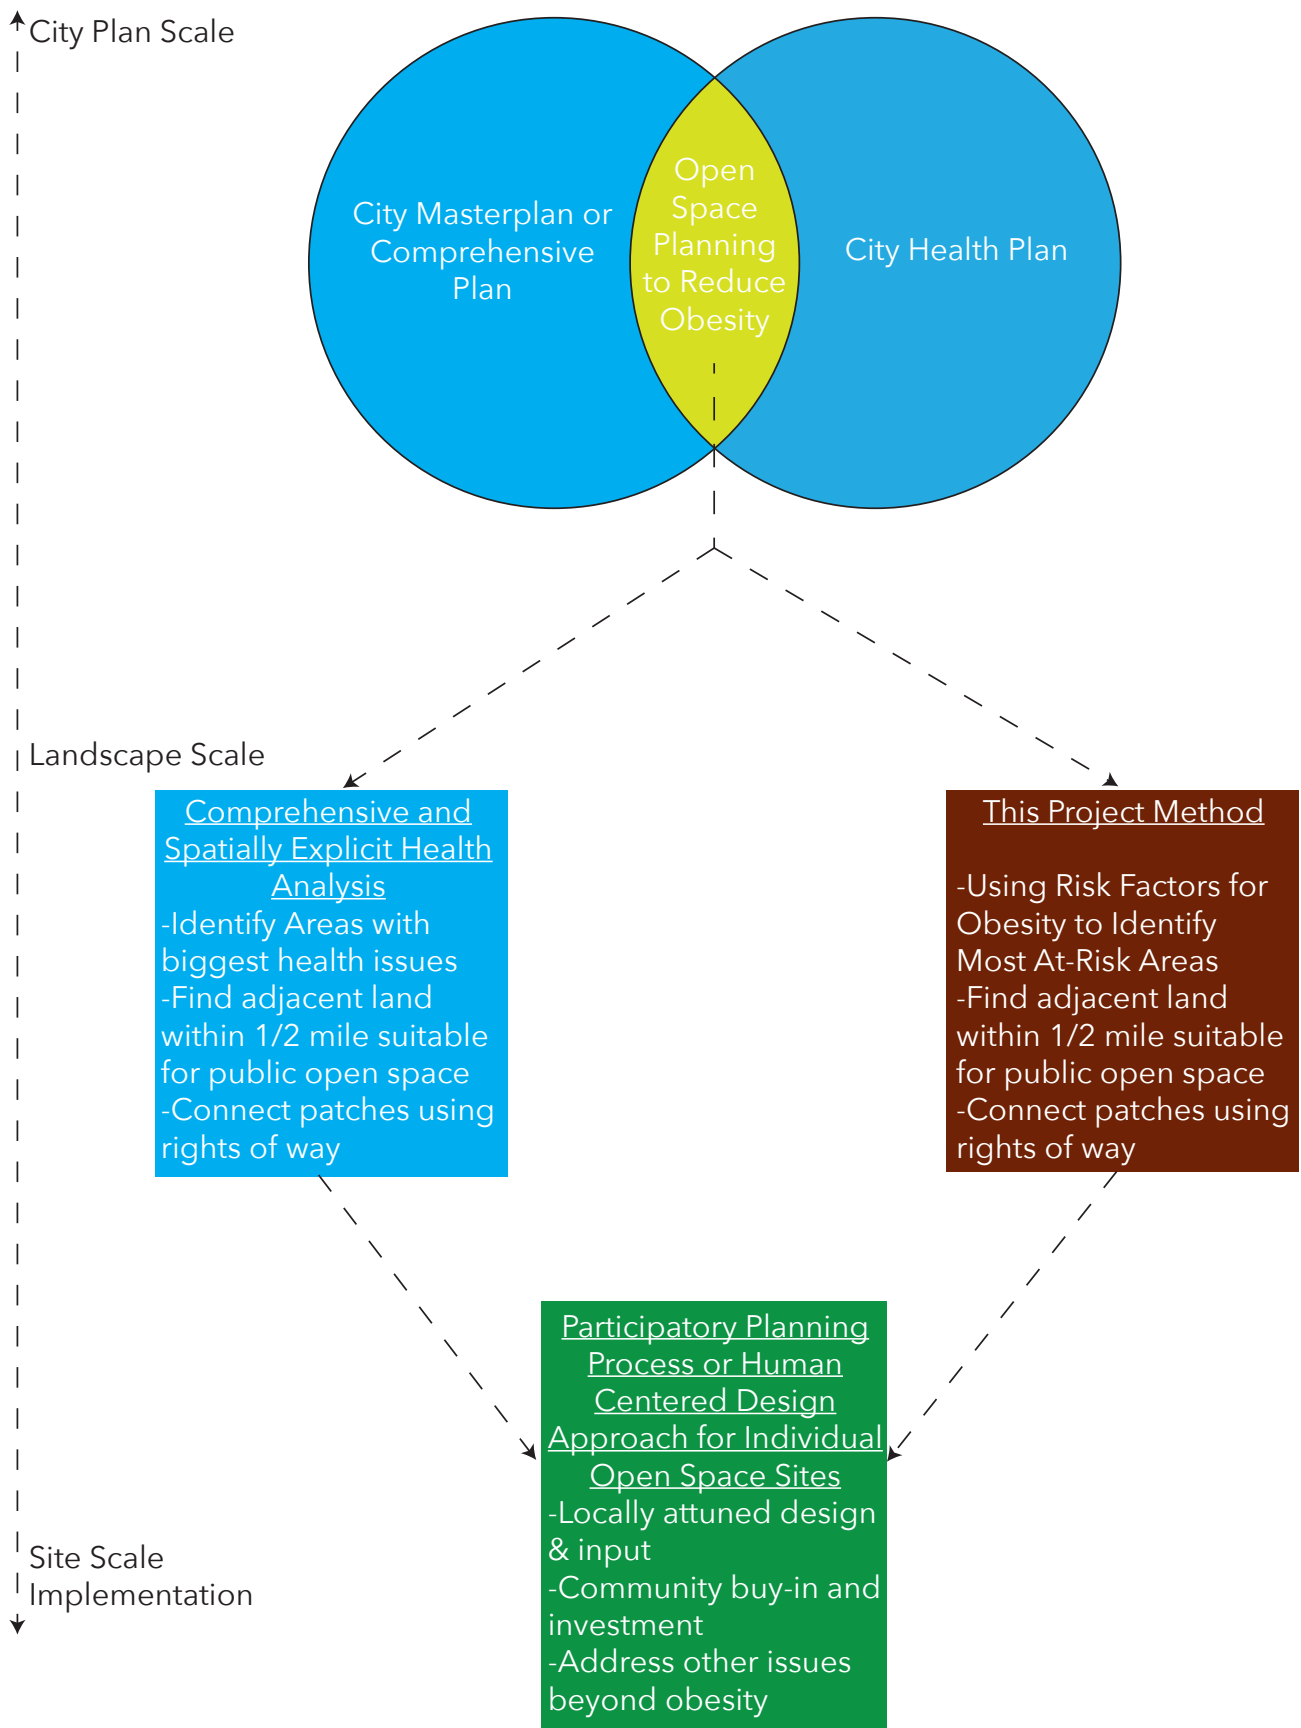 City Plan Scale
City Masterplan or
Comprehensive
Plan
Open
Space
Planning
to Reduce
Obesity
City Health Plan
Landscape Scale
Comprehensive and
Spatially Explicit Health
Analysis
-Identify Areas with
biggest health issues
-Find adjacent land
within 1/2 mile suitable
for public open space
-Connect patches using
rights of way
This Project Method
-Using Risk Factors for
Obesity to Identify
Most At-Risk Areas
-Find adjacent land
within 1/2 mile suitable
for public open space
-Connect patches using
rights of way
Participatory Planning
Process or Human
Centered Design
Approach for Individual
Open Space Sites
-Locally attuned design
& input
-Community buy-in and
investment
-Address other issues
beyond obesity
Site Scale
Implementation